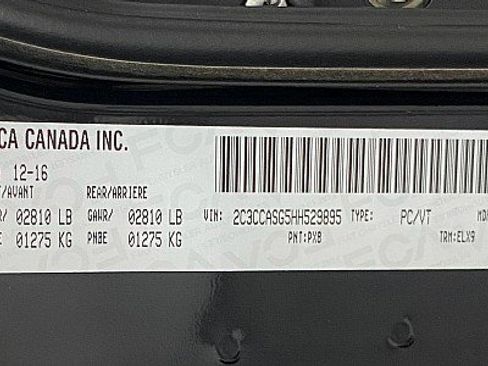 CA CANADA INC.
12-16
T/AVANT REAR/ARRIERE
R/ 02810 LB GAWR/ 02810 LB VIN: 2C3CCASG5HH529895 TYPE: PC/VT
BE 01275 KG PNBE 01275 KG PNT:PX8 TRM:ELX9